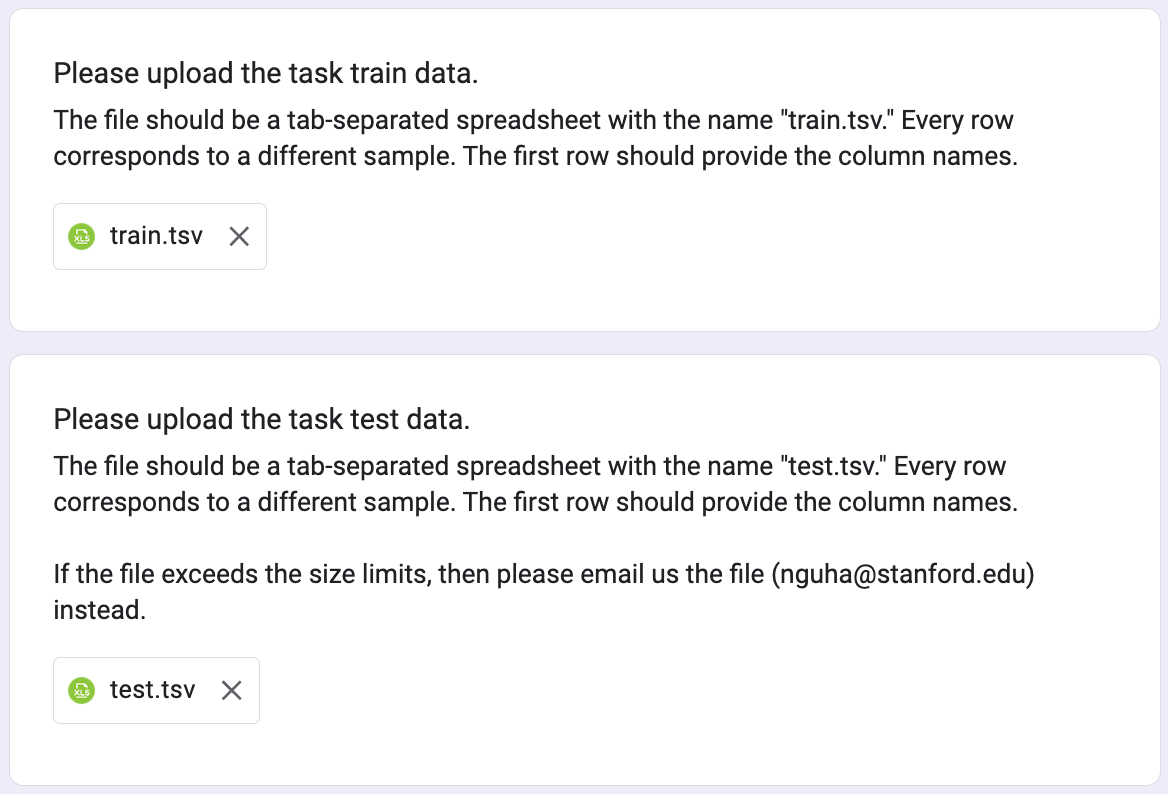 Please upload the task train data.
The file should be a tab-separated spreadsheet with the name "train.tsv." Every row
corresponds to a different sample. The first row should provide the column names.
XLS
train.tsv
Please upload the task test data.
The file should be a tab-separated spreadsheet with the name "test.tsv." Every row
corresponds to a different sample. The first row should provide the column names.
If the file exceeds the size limits, then please email us the file (nguha@stanford.edu)
instead.
XLS
test.tsv